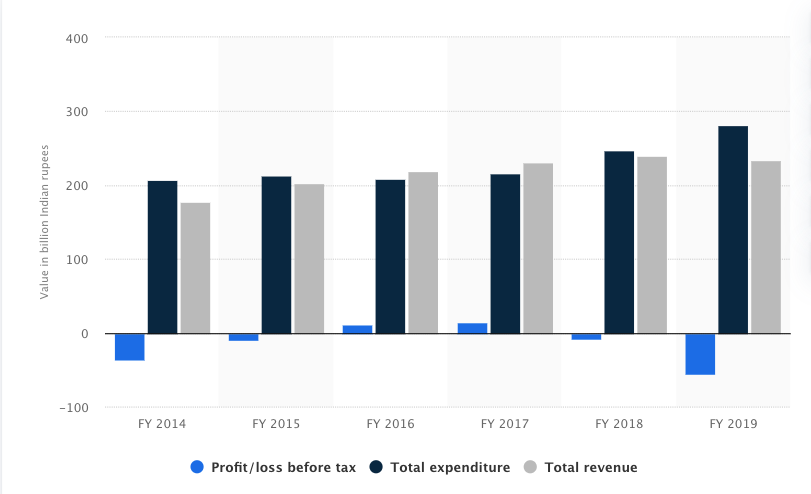 400
300
200
100
0
-100
Value in billion Indian rupees
FY 2014
FY 2015
FY 2016
FY 2017
FY 2018
FY 2019
Profit/loss before tax
Total expenditure
Total revenue